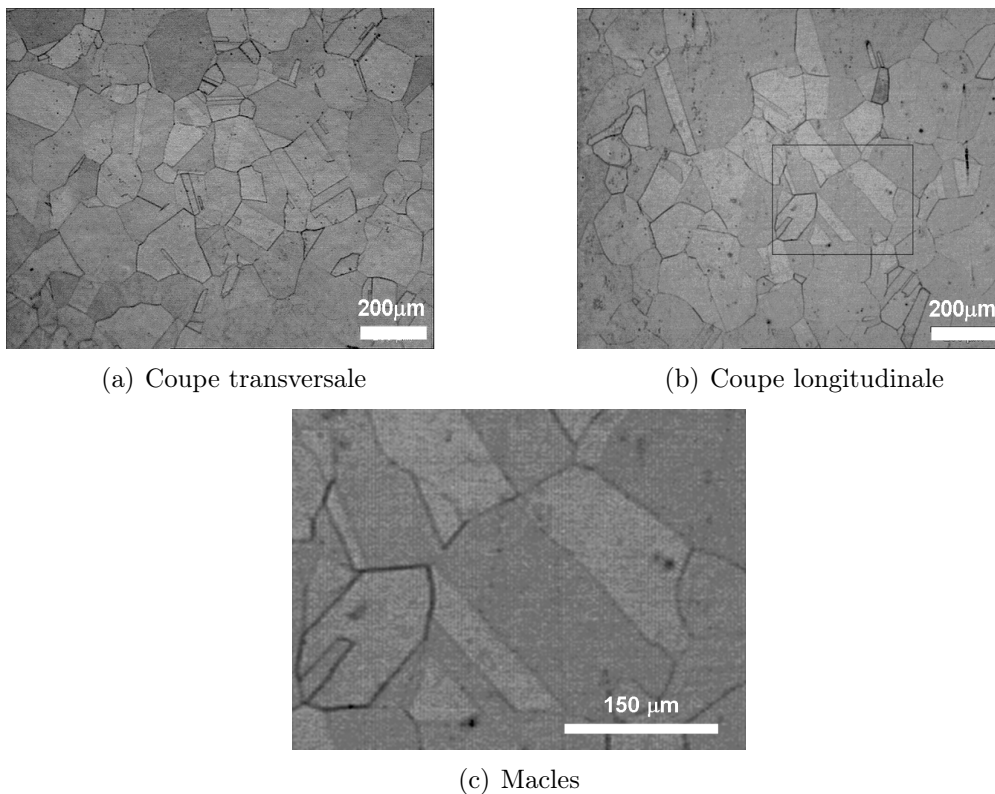 200μm
200μm
(a) Coupe transversale
(b) Coupe longitudinale
150 μm
(c) Macles